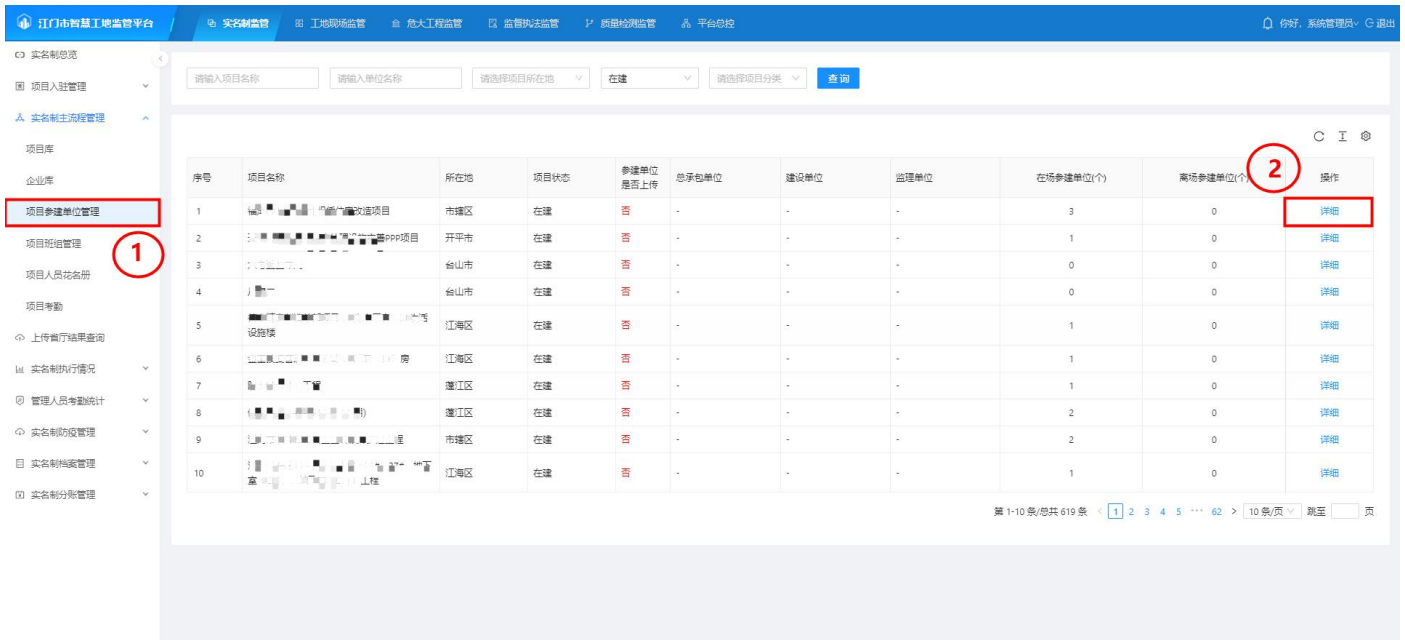 江门市智慧工地监管平台 实名制监管 工地现场监管 危大工程监管 监督执法监管 质量检测监管 平台总控 你好，系统管理员 退出
实名制总览
项目入驻管理
实名制主流程管理
项目库
企业库
项目参建单位管理
1
项目班组管理
项目人员花名册
项目考勤
上传省厅结果查询
实名制执行情况
管理人员考勤统计
实名制防疫管理
实名制档案管理
实名制分账管理
请输入项目名称 请输入单位名称 请选择项目所在地 在建 请选择项目分类 查询
2
序号 项目名称 所在地 项目状态 参建单位是否上传 总承包单位 建设单位 监理单位 在场参建单位(个) 离场参建单位(个) 操作
1 改造项目 市辖区 在建 否 - - - 3 0 详细
2 PPP项目 开平市 在建 否 - - - 1 0 详细
3 台山市 在建 否 - - - 0 0 详细
4 台山市 在建 否 - - - 0 0 详细
5 设施楼 江海区 在建 否 - - - 1 0 详细
6 房 江海区 在建 否 - - - 1 0 详细
7 蓬江区 在建 否 - - - 1 0 详细
8 蓬江区 在建 否 - - - 2 0 详细
9 市辖区 在建 否 - - - 2 0 详细
10 室 江海区 在建 否 - - - 1 0 详细
第 1-10 条/总共 619 条 < 1 2 3 4 5 ··· 62 > 10 条/页 跳至 页